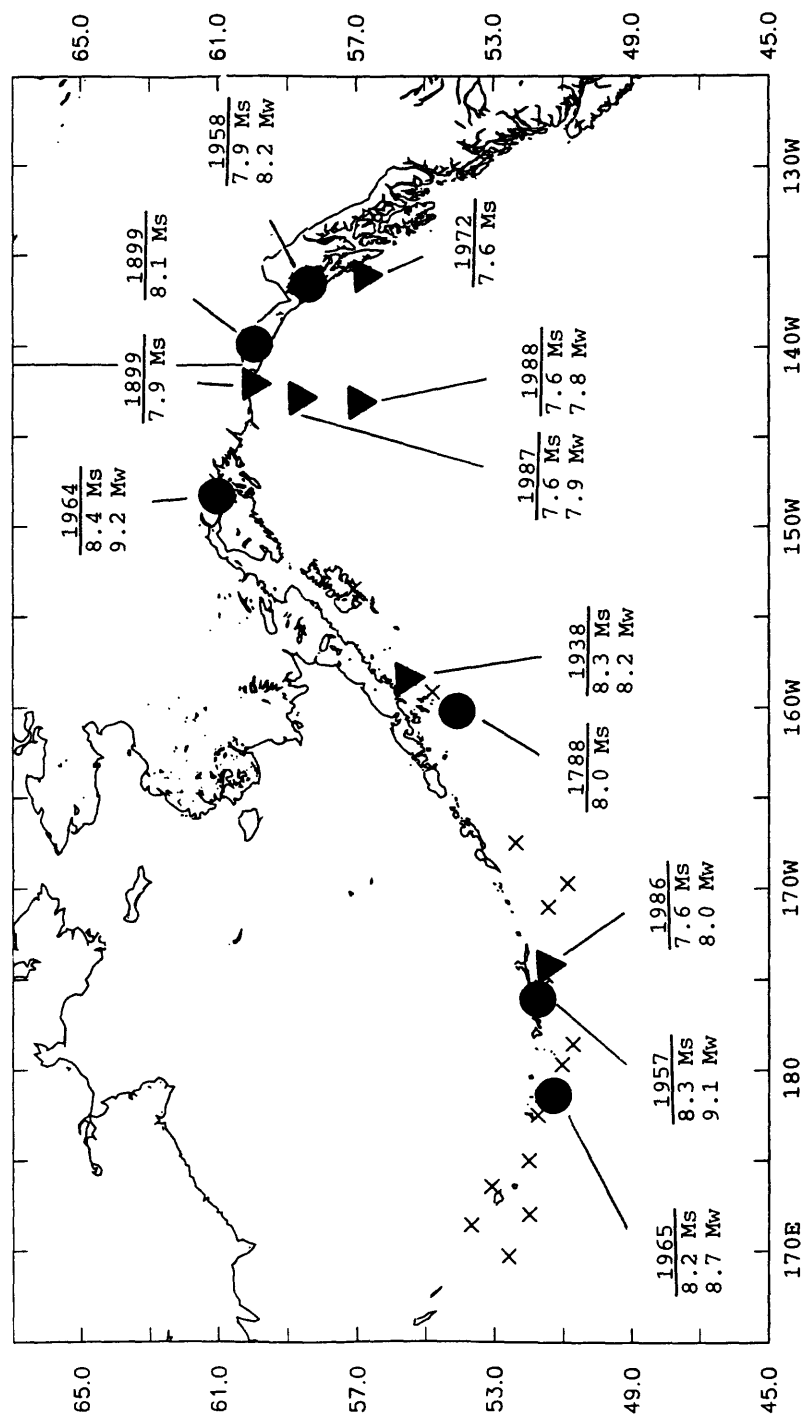 65.0
61.0
57.0
53.0
49.0
45.0
1964
8.4 Ms
9.2 Mw
1899
7.9 Ms
1899
8.1 Ms
1958
7.9 Ms
8.2 Mw
1972
7.6 Ms
1987
7.6 Ms
7.9 Mw
1988
7.6 Ms
7.8 Mw
1938
8.3 Ms
8.2 Mw
1788
8.0 Ms
1986
7.6 Ms
8.0 Mw
1957
8.3 Ms
9.1 Mw
1965
8.2 Ms
8.7 Mw
65.0
61.0
57.0
53.0
49.0
45.0
170E
180
170W
160W
150W
140W
130W